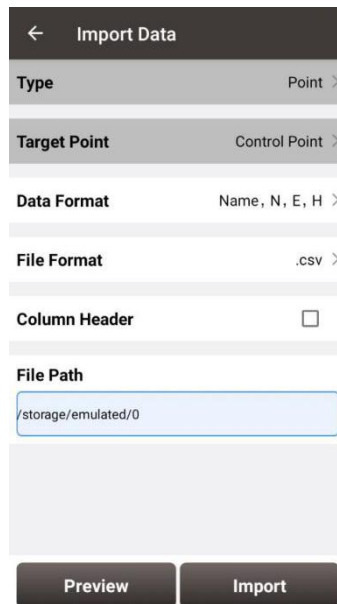 Import Data
Type Point
Target Point Control Point
Data Format Name, N, E, H
File Format .csv
Column Header
File Path
/storage/emulated/0
Preview Import